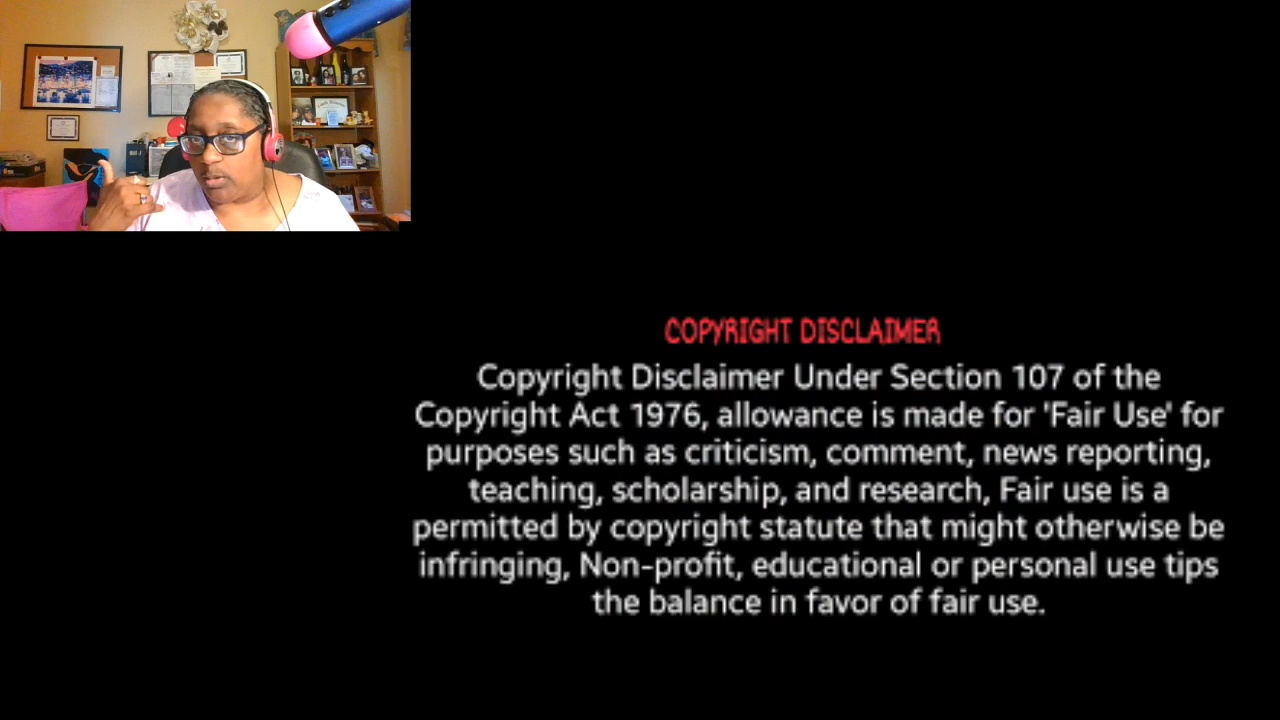 COPYRIGHT DISCLAIMER
Copyright Disclaimer Under Section 107 of the
Copyright Act 1976, allowance is made for 'Fair Use' for
purposes such as criticism, comment, news reporting,
teaching, scholarship, and research, Fair use is a
permitted by copyright statute that might otherwise be
infringing, Non-profit, educational or personal use tips
the balance in favor of fair use.